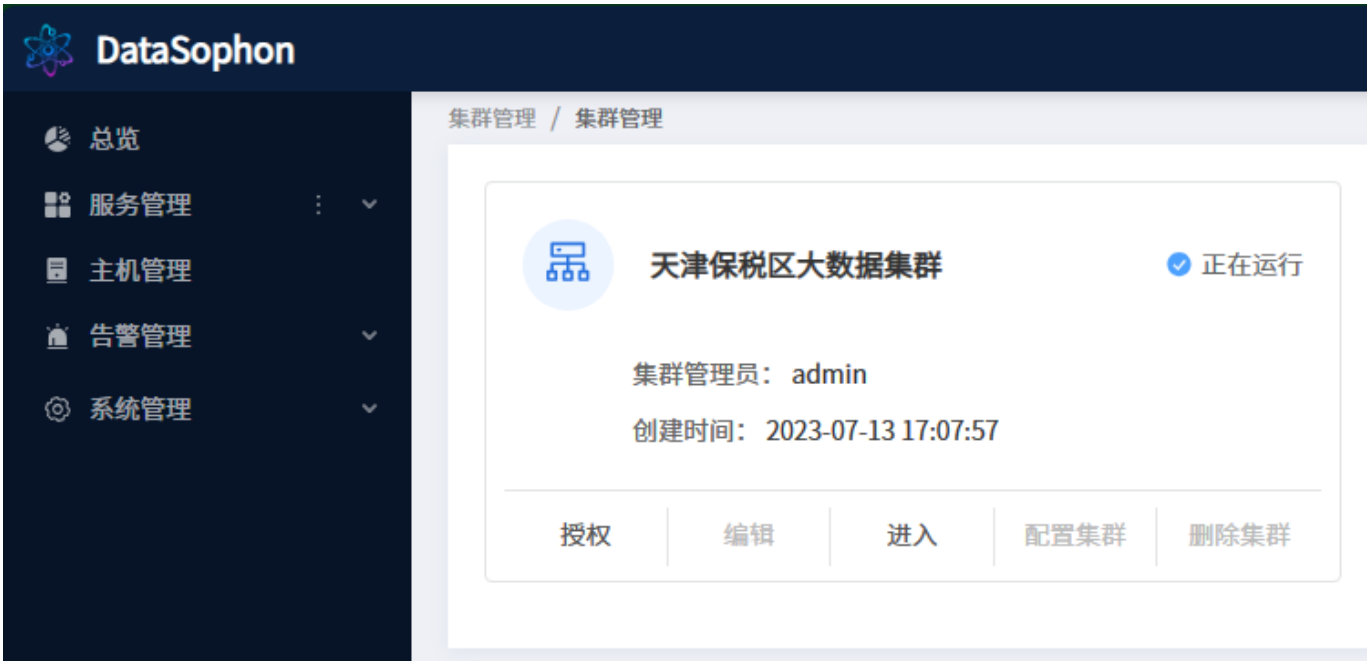 DataSophon
总览
服务管理
主机管理
告警管理
系统管理
集群管理 / 集群管理
天津保税区大数据集群
正在运行
集群管理员： admin
创建时间： 2023-07-13 17:07:57
授权 编辑 进入 配置集群 删除集群